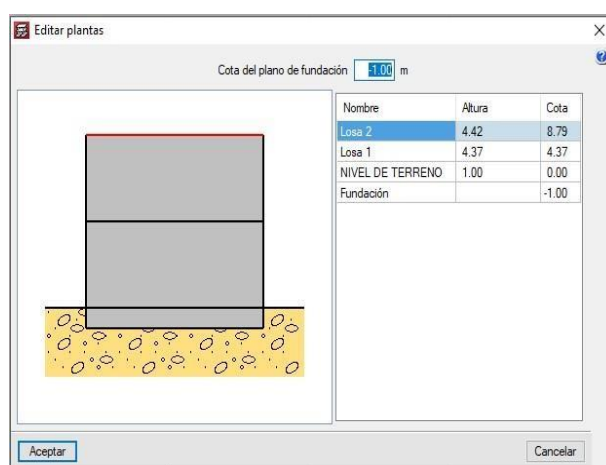 Editar plantas
Cota del plano de fundación -1.00 m
Nombre Altura Cota
Losa 2 4.42 8.79
Losa 1 4.37 4.37
NIVEL DE TERRENO 1.00 0.00
Fundación -1.00
Aceptar Cancelar